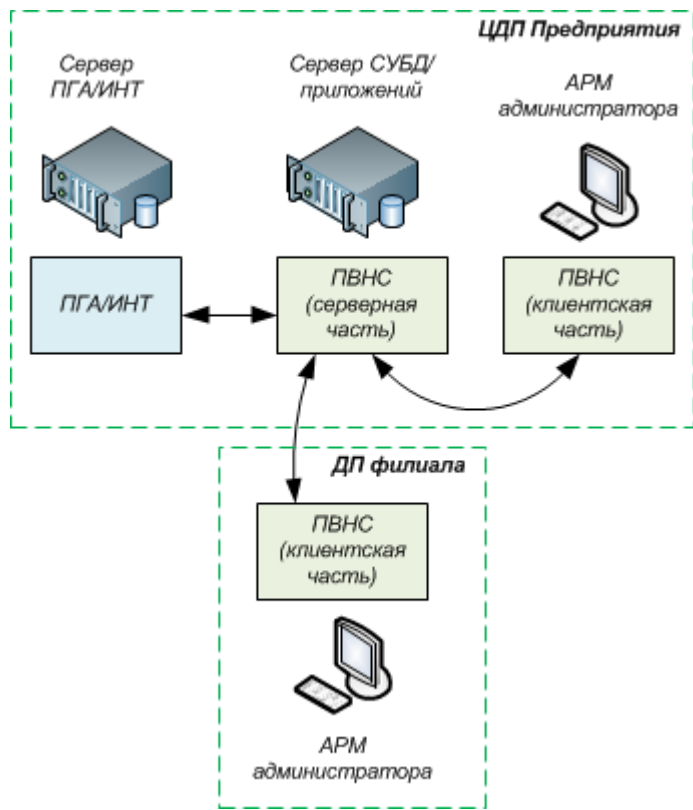 ЦДП Предприятия
Сервер
ПГА/ИНТ
Сервер СУБД/
приложений
АРМ
администратора
ПГА/ИНТ
ПВНС
(серверная
часть)
ПВНС
(клиентская
часть)
ДП филиала
ПВНС
(клиентская
часть)
АРМ
администратора